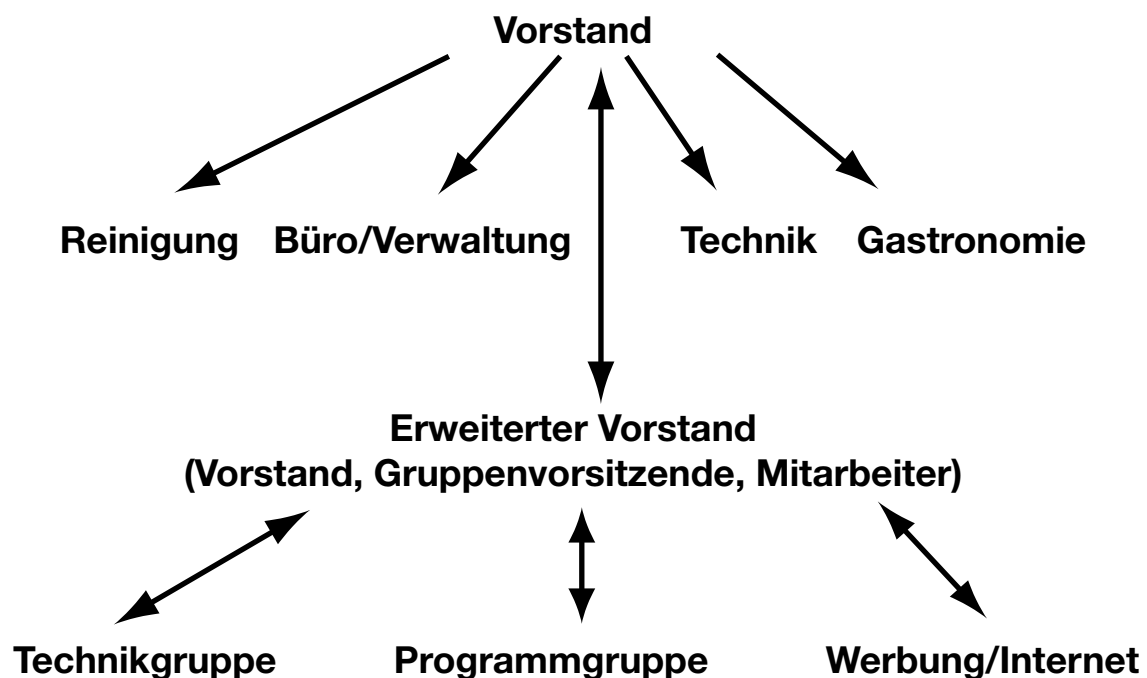 Vorstand
Reinigung Büro/Verwaltung Technik Gastronomie
Erweiterter Vorstand
(Vorstand, Gruppenvorsitzende, Mitarbeiter)
Technikgruppe Programmgruppe Werbung/Internet